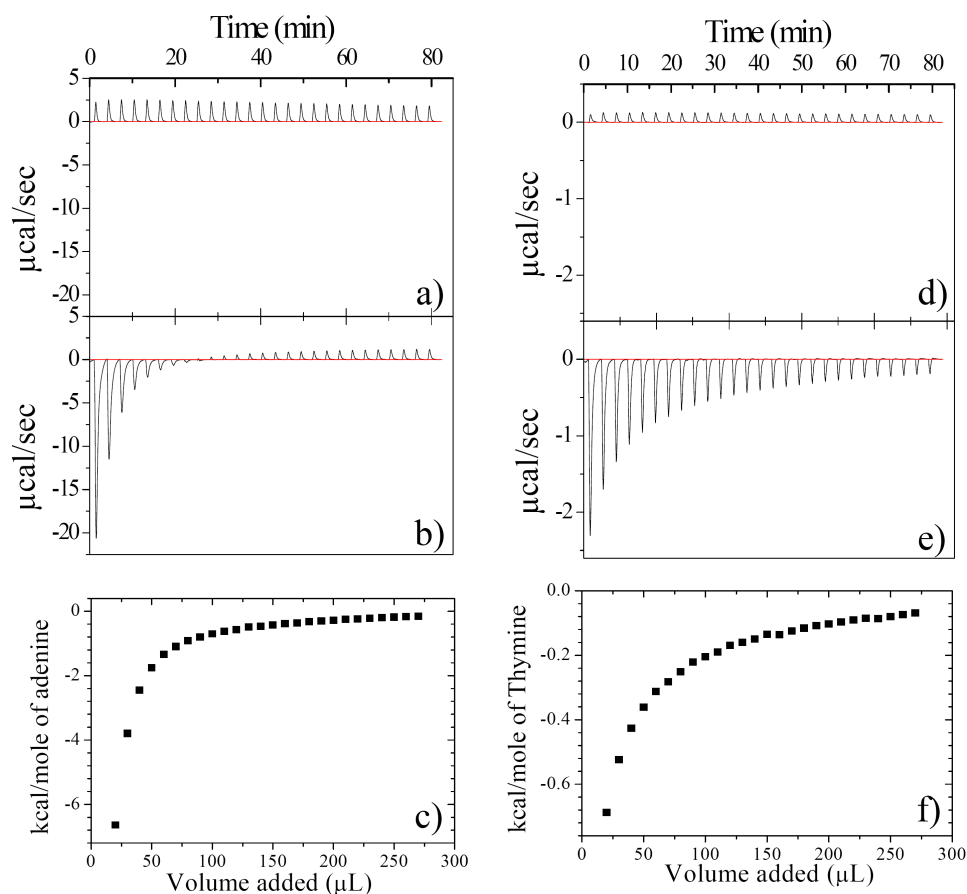 Time (min)
0 20 40 60 80
5
0
-5
-10
-15
-20
µcal/sec
a)
5
0
-5
-10
-15
-20
µcal/sec
b)
0
-2
-4
-6
kcal/mole of adenine
c)
0 50 100 150 200 250 300
Volume added (µL)
Time (min)
0 10 20 30 40 50 60 70 80
0
-1
-2
µcal/sec
d)
0
-1
-2
µcal/sec
e)
0.0
-0.2
-0.4
-0.6
kcal/mole of Thymine
f)
0 50 100 150 200 250 300
Volume added (µL)